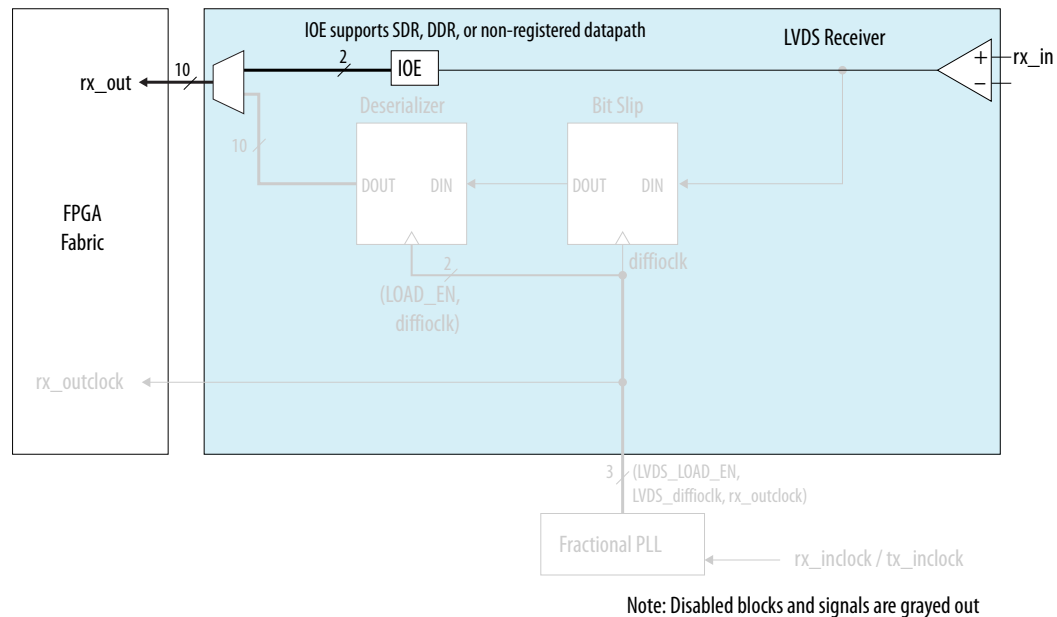 IOE supports SDR, DDR, or non-registered datapath
LVDS Receiver
2
IOE
+
rx_in
–
10
rx_out
Deserializer
Bit Slip
10
DOUT
DIN
DOUT
DIN
FPGA
Fabric
2
diffioclk
(LOAD_EN,
diffioclk)
rx_outclock
3
(LVDS_LOAD_EN,
LVDS_diffioclk, rx_outclock)
Fractional PLL
rx_inclock / tx_inclock
Note: Disabled blocks and signals are grayed out